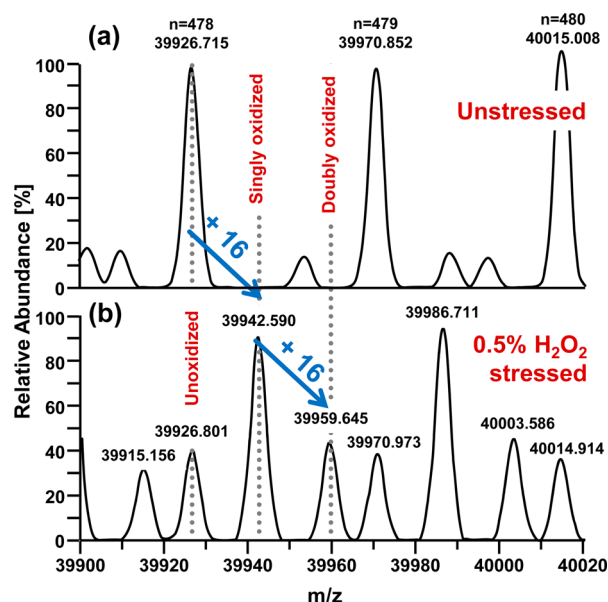 (a)
n=478
39926.715
n=479
39970.852
n=480
40015.008
Relative Abundance [%]
100
80
60
40
20
0
Singly oxidized
Doubly oxidized
Unstressed
+ 16
(b)
100
80
60
40
20
0
39915.156
Unoxidized
39926.801
39942.590
+ 16
39959.645
39970.973
39986.711
0.5% H₂O₂
stressed
40003.586
40014.914
39900
39920
39940
39960
39980
40000
40020
m/z